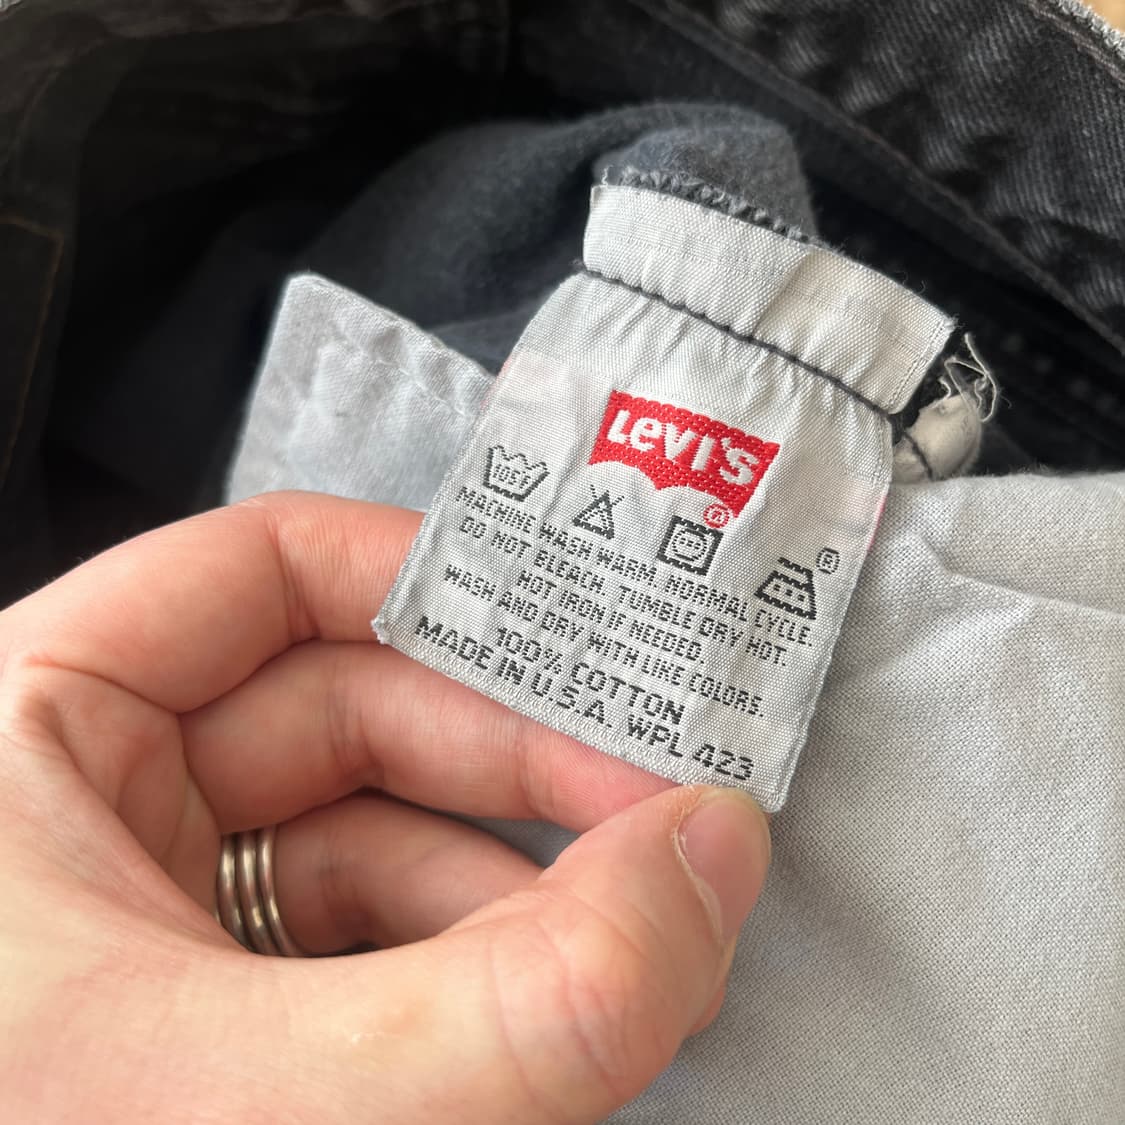 Levi's
®
105F
®
MACHINE WASH WARM, NORMAL CYCLE.
DO NOT BLEACH. TUMBLE DRY HOT.
HOT IRON IF NEEDED.
WASH AND DRY WITH LIKE COLORS.
100% COTTON
MADE IN U.S.A. WPL 423